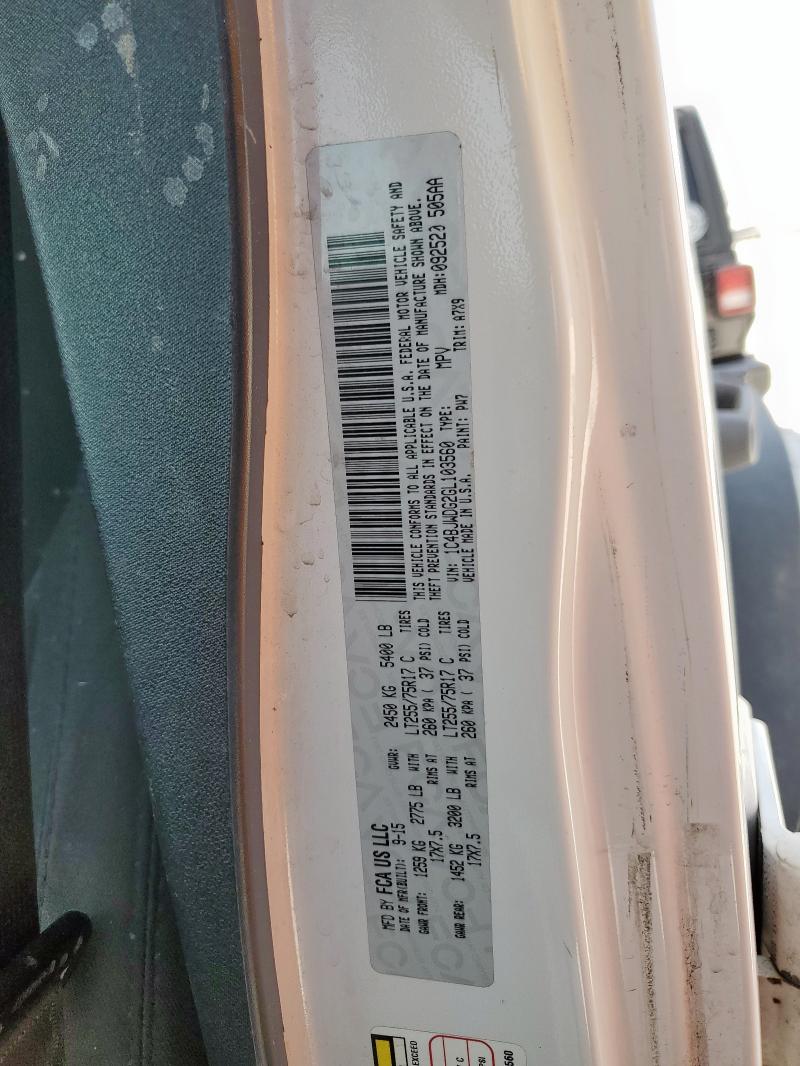 MFD BY FCA US LLC
DATE OF MFR(BUILT): 9-15 GVWR: 2450 KG 5400 LB
GAWR FRONT: 1259 KG 2775 LB WITH LT255/75R17 C TIRES
17X7.5 RIMS AT 260 KPA ( 37 PSI) COLD
GAWR REAR: 1452 KG 3200 LB WITH LT255/75R17 C TIRES
17X7.5 RIMS AT 260 KPA ( 37 PSI) COLD
THIS VEHICLE CONFORMS TO ALL APPLICABLE U.S.A. FEDERAL MOTOR VEHICLE SAFETY AND
THEFT PREVENTION STANDARDS IN EFFECT ON THE DATE OF MANUFACTURE SHOWN ABOVE.
VIN: 1C4BJWDG2GL103560 TYPE: MPV MDH:092520 505AA
VEHICLE MADE IN U.S.A. PAINT: PW7 TRIM: A7X9
EXCEED
C
PSI
560